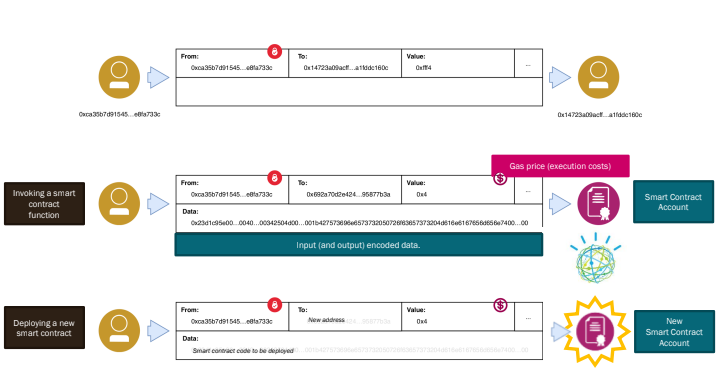 From:
To:
Value:
0xca35b7d91545...e8fa733c
0x14723a09acff...a1fddc160c
0xfff4
...
0xca35b7d91545...e8fa733c
0x14723a09acff...a1fddc160c
Gas price (execution costs)
Invoking a smart
contract
function
From:
To:
Value:
0xca35b7d91545...e8fa733c
0x692a70d2e424...95877b3a
0x4
...
Data:
0x23d1c95e00...0040...00342504d00...001b427573696e6573732050726f63657373204d616e6167656d656e7400...00
Smart Contract
Account
Input (and output) encoded data.
Deploying a new
smart contract
From:
To:
Value:
0xca35b7d91545...e8fa733c
New address
...95877b3a
0x4
...
Data:
Smart contract code to be deployed
New
Smart Contract
Account